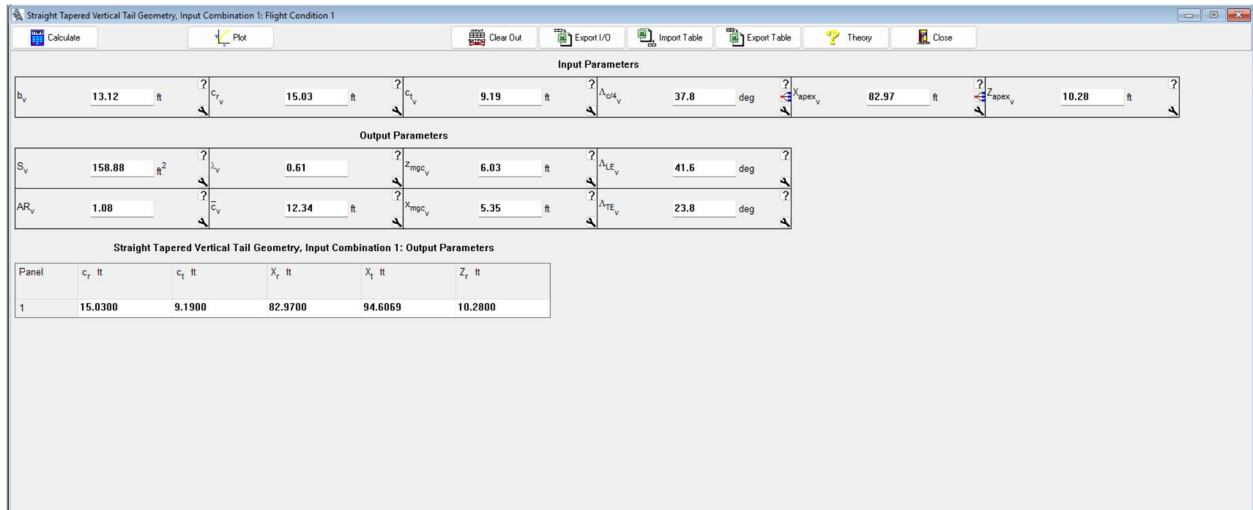 Straight Tapered Vertical Tail Geometry, Input Combination 1: Flight Condition 1
Calculate Plot Clear Out Export I/O Import Table Export Table ? Theory Close
Input Parameters
b_v 13.12 ft ? c_r_v 15.03 ft ? c_t_v 9.19 ft ? Λ_c/4_v 37.8 deg ? X_apex_v 82.97 ft ? Z_apex_v 10.28 ft ?
Output Parameters
S_v 158.88 ft² ? λ_v 0.61 ? z_mgc_v 6.03 ft ? Λ_LE_v 41.6 deg ?
AR_v 1.08 ? c̄_v 12.34 ft ? x_mgc_v 5.35 ft ? Λ_TE_v 23.8 deg ?
Straight Tapered Vertical Tail Geometry, Input Combination 1: Output Parameters
Panel c_r ft c_t ft X_r ft X_t ft Z_r ft
1 15.0300 9.1900 82.9700 94.6069 10.2800